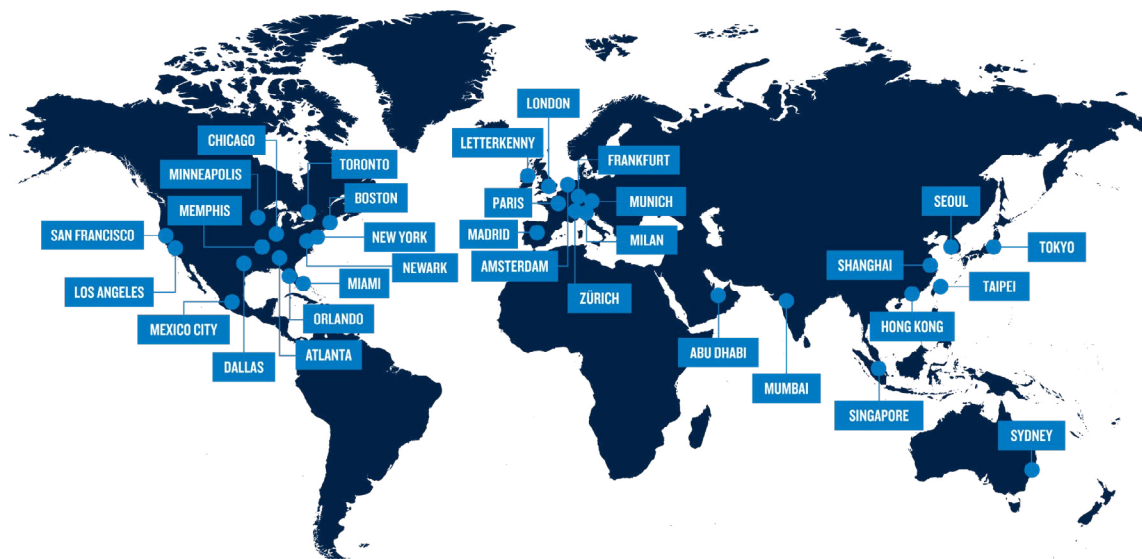 LONDON
CHICAGO
LETTERKENNY
FRANKFURT
TORONTO
MINNEAPOLIS
BOSTON
PARIS
MUNICH
SEOUL
MEMPHIS
SAN FRANCISCO
NEW YORK
MADRID
MILAN
TOKYO
NEWARK
AMSTERDAM
SHANGHAI
LOS ANGELES
MIAMI
ZÜRICH
TAIPEI
MEXICO CITY
ORLANDO
HONG KONG
DALLAS
ATLANTA
ABU DHABI
MUMBAI
SINGAPORE
SYDNEY